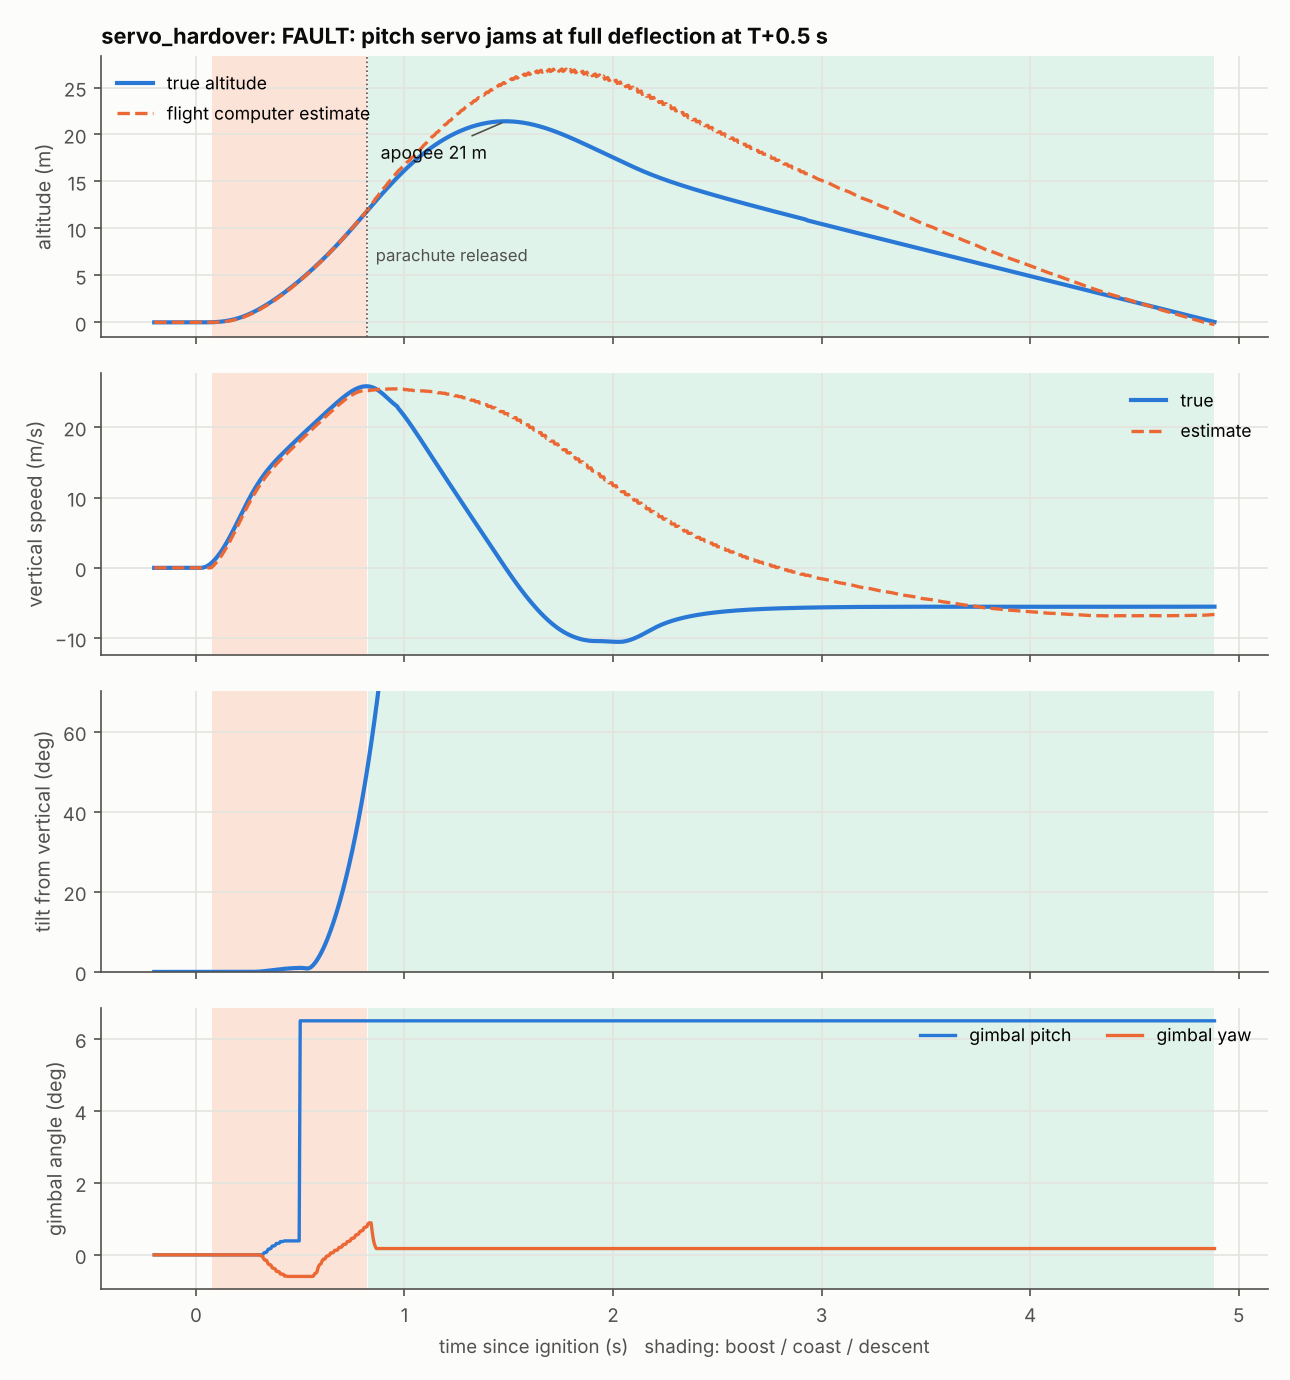 servo_hardover: FAULT: pitch servo jams at full deflection at T+0.5 s
true altitude
flight computer estimate
apogee 21 m
parachute released
altitude (m)
25
20
15
10
5
0
true
estimate
vertical speed (m/s)
20
10
0
−10
tilt from vertical (deg)
60
40
20
0
gimbal pitch
gimbal yaw
gimbal angle (deg)
6
4
2
0
0 1 2 3 4 5
time since ignition (s) shading: boost / coast / descent